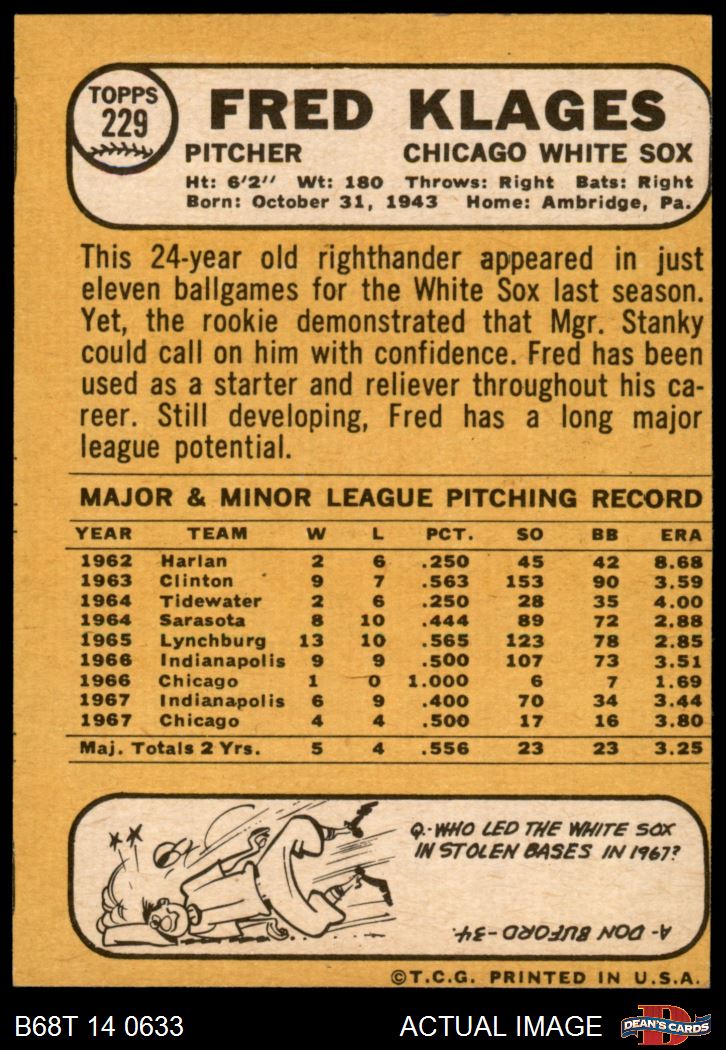 TOPPS
229
FRED KLAGES
PITCHER CHICAGO WHITE SOX
Ht: 6'2" Wt: 180 Throws: Right Bats: Right
Born: October 31, 1943 Home: Ambridge, Pa.
This 24-year old righthander appeared in just
eleven ballgames for the White Sox last season.
Yet, the rookie demonstrated that Mgr. Stanky
could call on him with confidence. Fred has been
used as a starter and reliever throughout his ca-
reer. Still developing, Fred has a long major
league potential.
MAJOR & MINOR LEAGUE PITCHING RECORD
YEAR TEAM W L PCT. SO BB ERA
1962 Harlan 2 6 .250 45 42 8.68
1963 Clinton 9 7 .563 153 90 3.59
1964 Tidewater 2 6 .250 28 35 4.00
1964 Sarasota 8 10 .444 89 72 2.88
1965 Lynchburg 13 10 .565 123 78 2.85
1966 Indianapolis 9 9 .500 107 73 3.51
1966 Chicago 1 0 1.000 6 7 1.69
1967 Indianapolis 6 9 .400 70 34 3.44
1967 Chicago 4 4 .500 17 16 3.80
Maj. Totals 2 Yrs. 5 4 .556 23 23 3.25
Q.-WHO LED THE WHITE SOX
IN STOLEN BASES IN 1967?
A-DON BUFORD-34.
©T.C.G. PRINTED IN U.S.A.
B68T 14 0633 ACTUAL IMAGE
D
DEAN'S CARDS